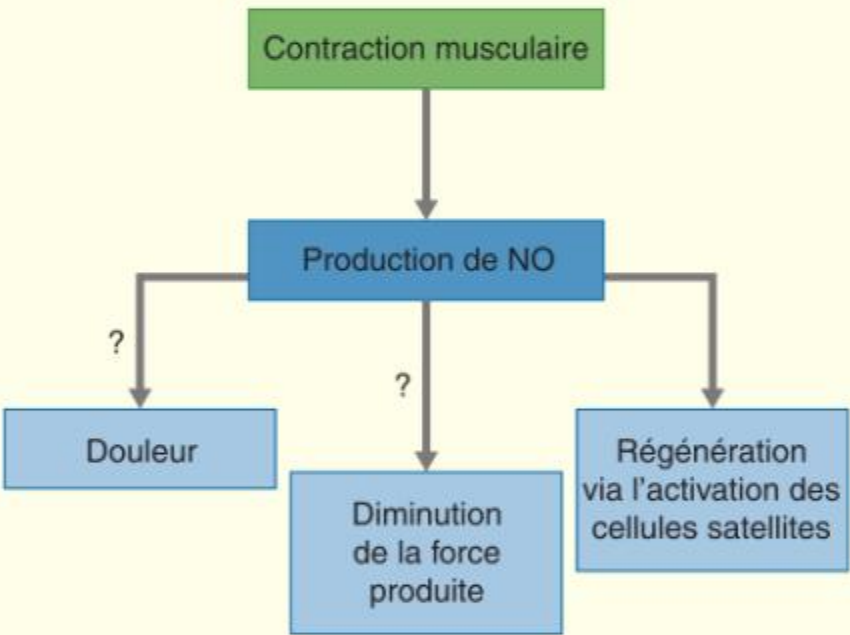 Contraction musculaire
Production de NO
?
?
Douleur
Diminution
de la force
produite
Régénération
via l'activation des
cellules satellites